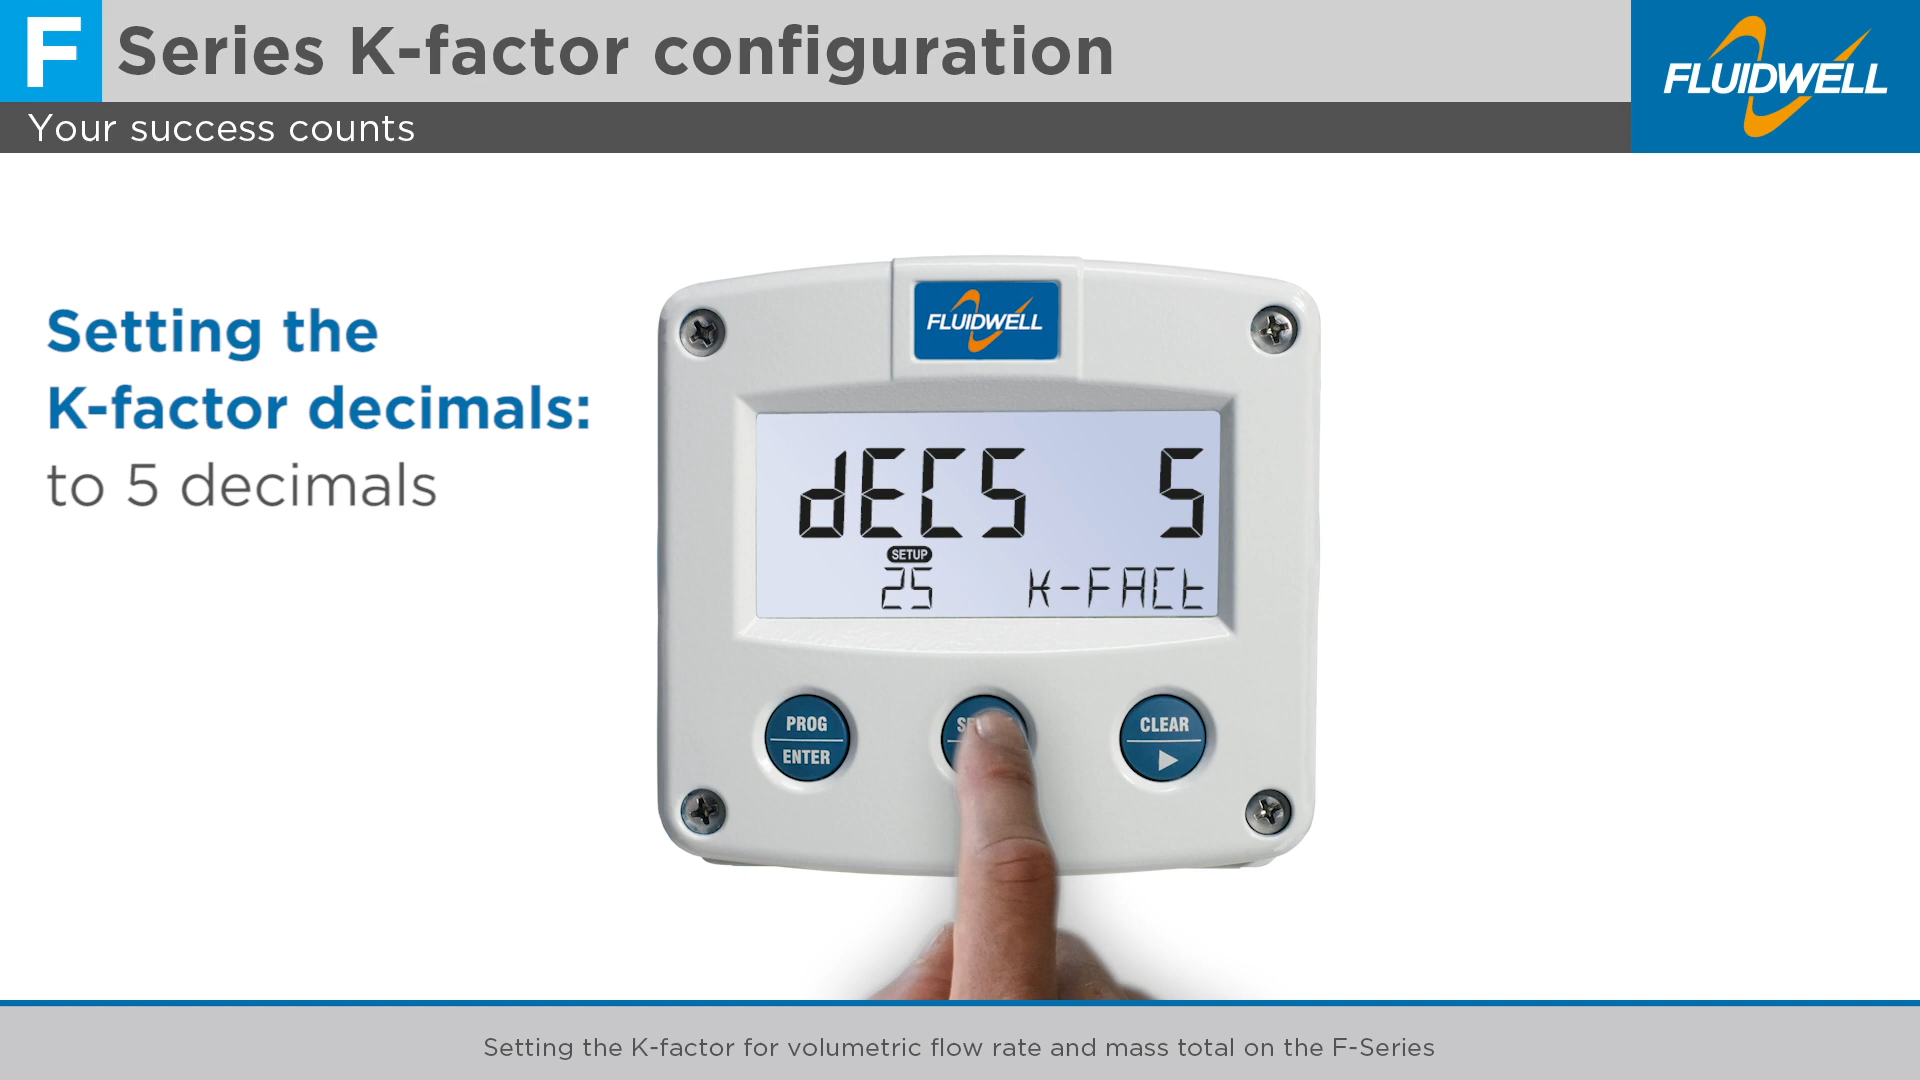 F Series K-factor configuration
FLUIDWELL
Your success counts
Setting the
K-factor decimals:
to 5 decimals
FLUIDWELL
dECS 5
SETUP
25 K-FACt
PROG
ENTER
CLEAR
Setting the K-factor for volumetric flow rate and mass total on the F-Series